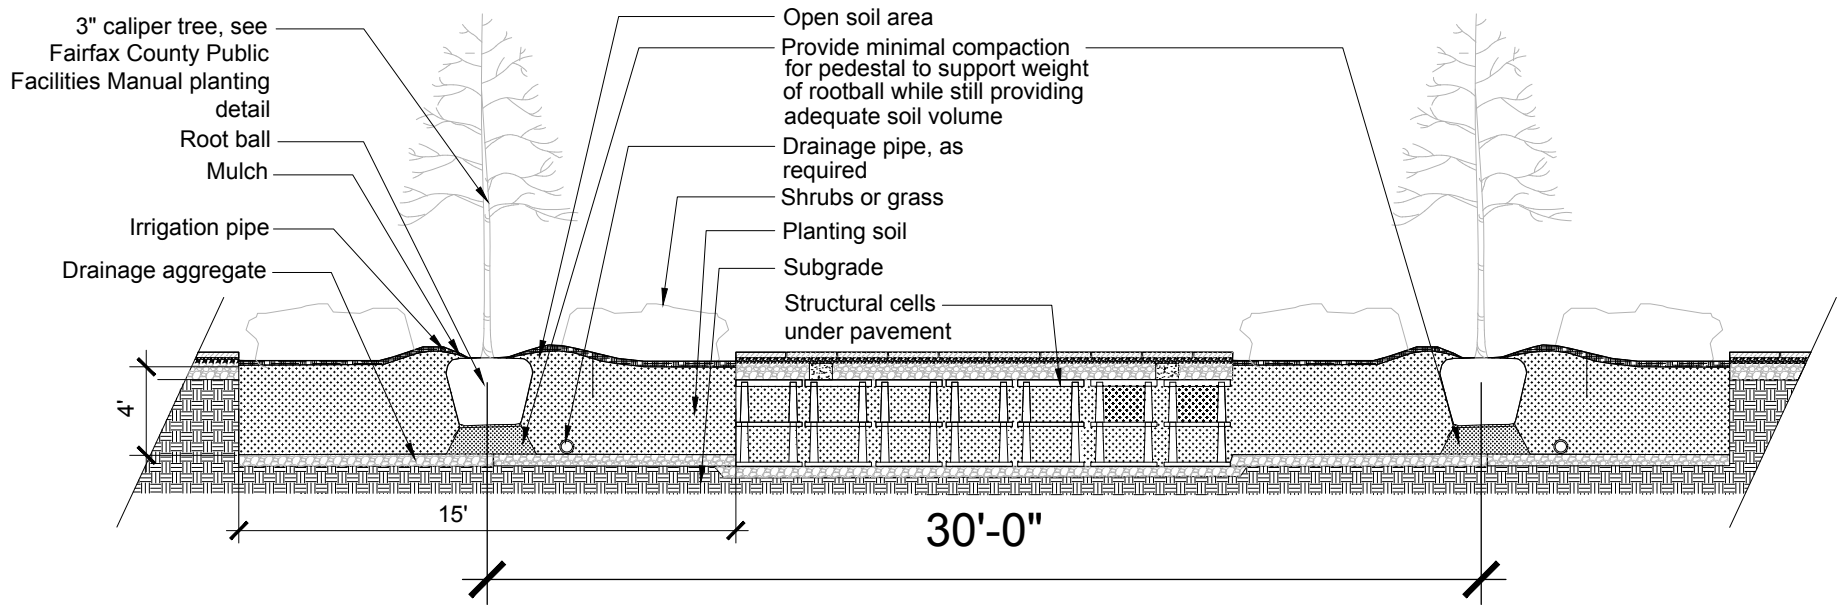 3" caliper tree, see
Fairfax County Public
Facilities Manual planting
detail
Root ball
Mulch
Irrigation pipe
Drainage aggregate
Open soil area
Provide minimal compaction
for pedestal to support weight
of rootball while still providing
adequate soil volume
Drainage pipe, as
required
Shrubs or grass
Planting soil
Subgrade
Structural cells
under pavement
4'
15'
30'-0"